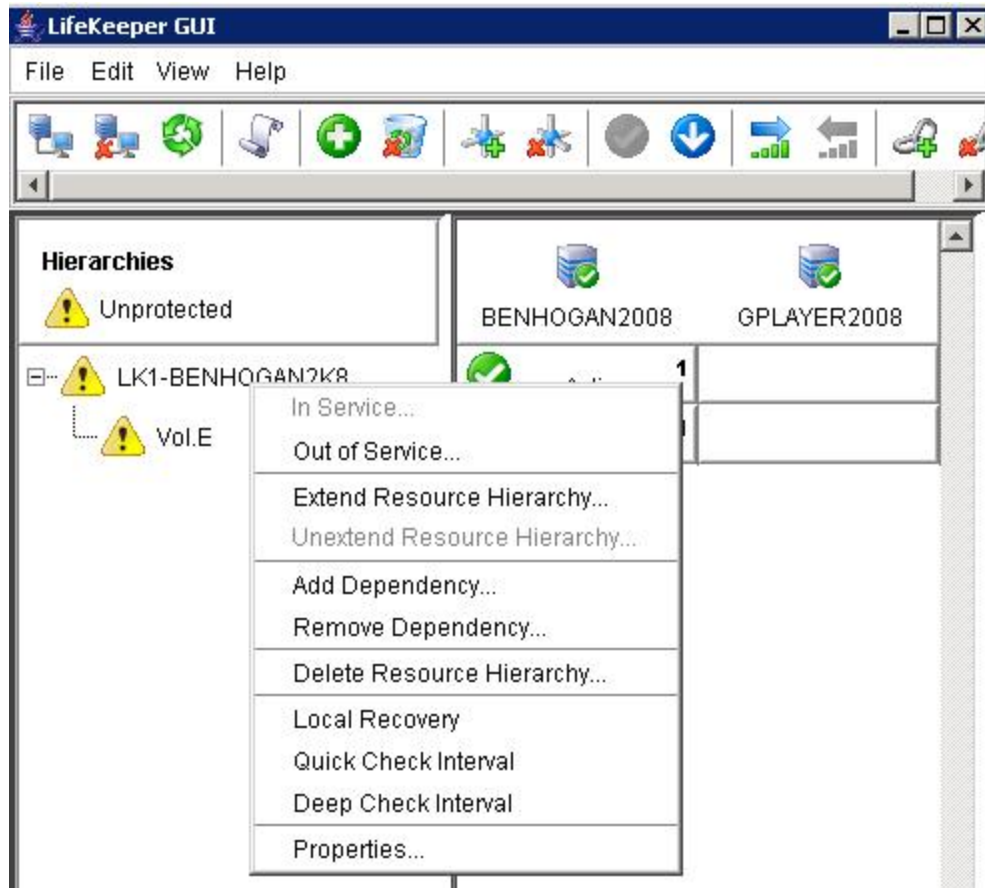 LifeKeeper GUI
File Edit View Help
Hierarchies
Unprotected
BENHOGAN2008 GPLAYER2008
LK1-BENHOGAN2K8
1
Vol.E
In Service...
Out of Service...
Extend Resource Hierarchy...
Unextend Resource Hierarchy...
Add Dependency...
Remove Dependency...
Delete Resource Hierarchy...
Local Recovery
Quick Check Interval
Deep Check Interval
Properties...